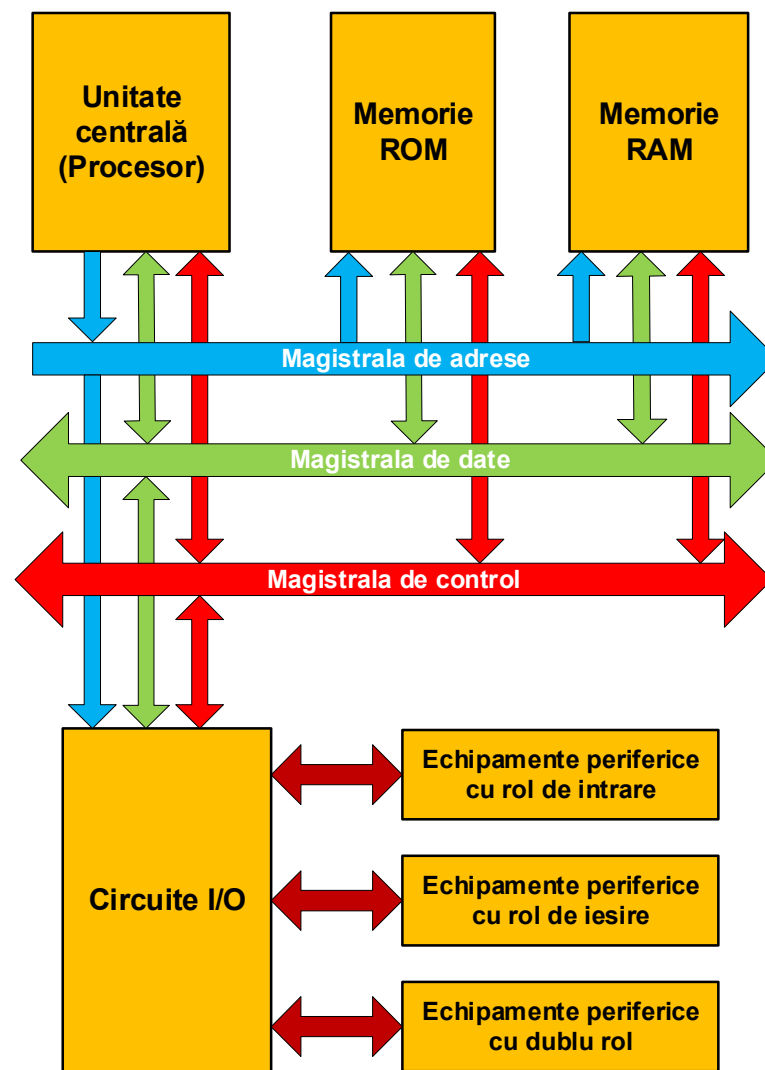 Unitate
centrală
(Procesor)
Memorie
ROM
Memorie
RAM
Magistrala de adrese
Magistrala de date
Magistrala de control
Circuite I/O
Echipamente periferice
cu rol de intrare
Echipamente periferice
cu rol de iesire
Echipamente periferice
cu dublu rol